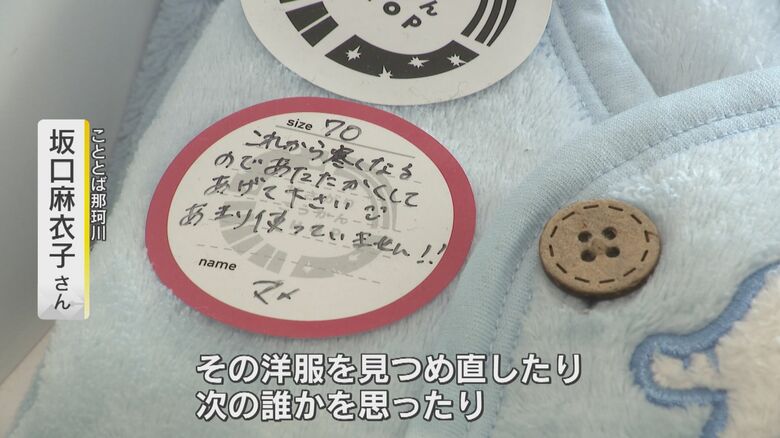 ん
OP
size 70
これから寒くなる
のであたたかくして
あげて下さい♡
あまり使っていません!!
name
マメ
こととば那珂川
坂口麻衣子さん
その洋服を見つめ直したり
次の誰かを思ったり